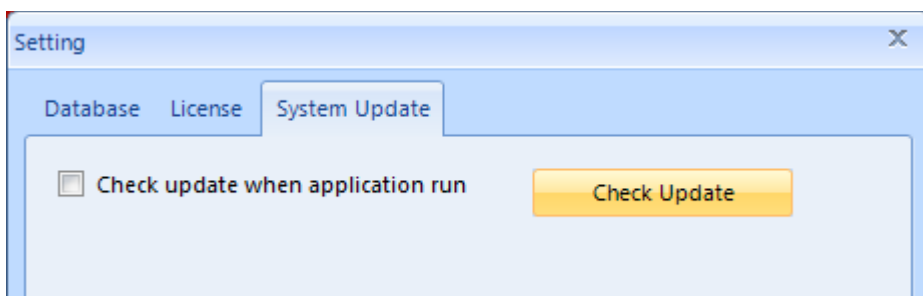 Setting
Database License System Update
Check update when application run Check Update